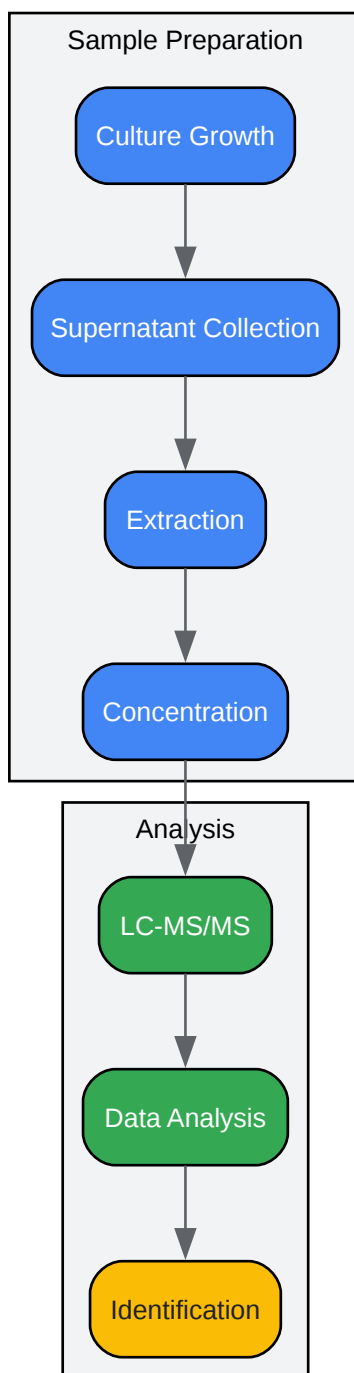 Sample Preparation
Culture Growth
Supernatant Collection
Extraction
Concentration
Analysis
LC-MS/MS
Data Analysis
Identification